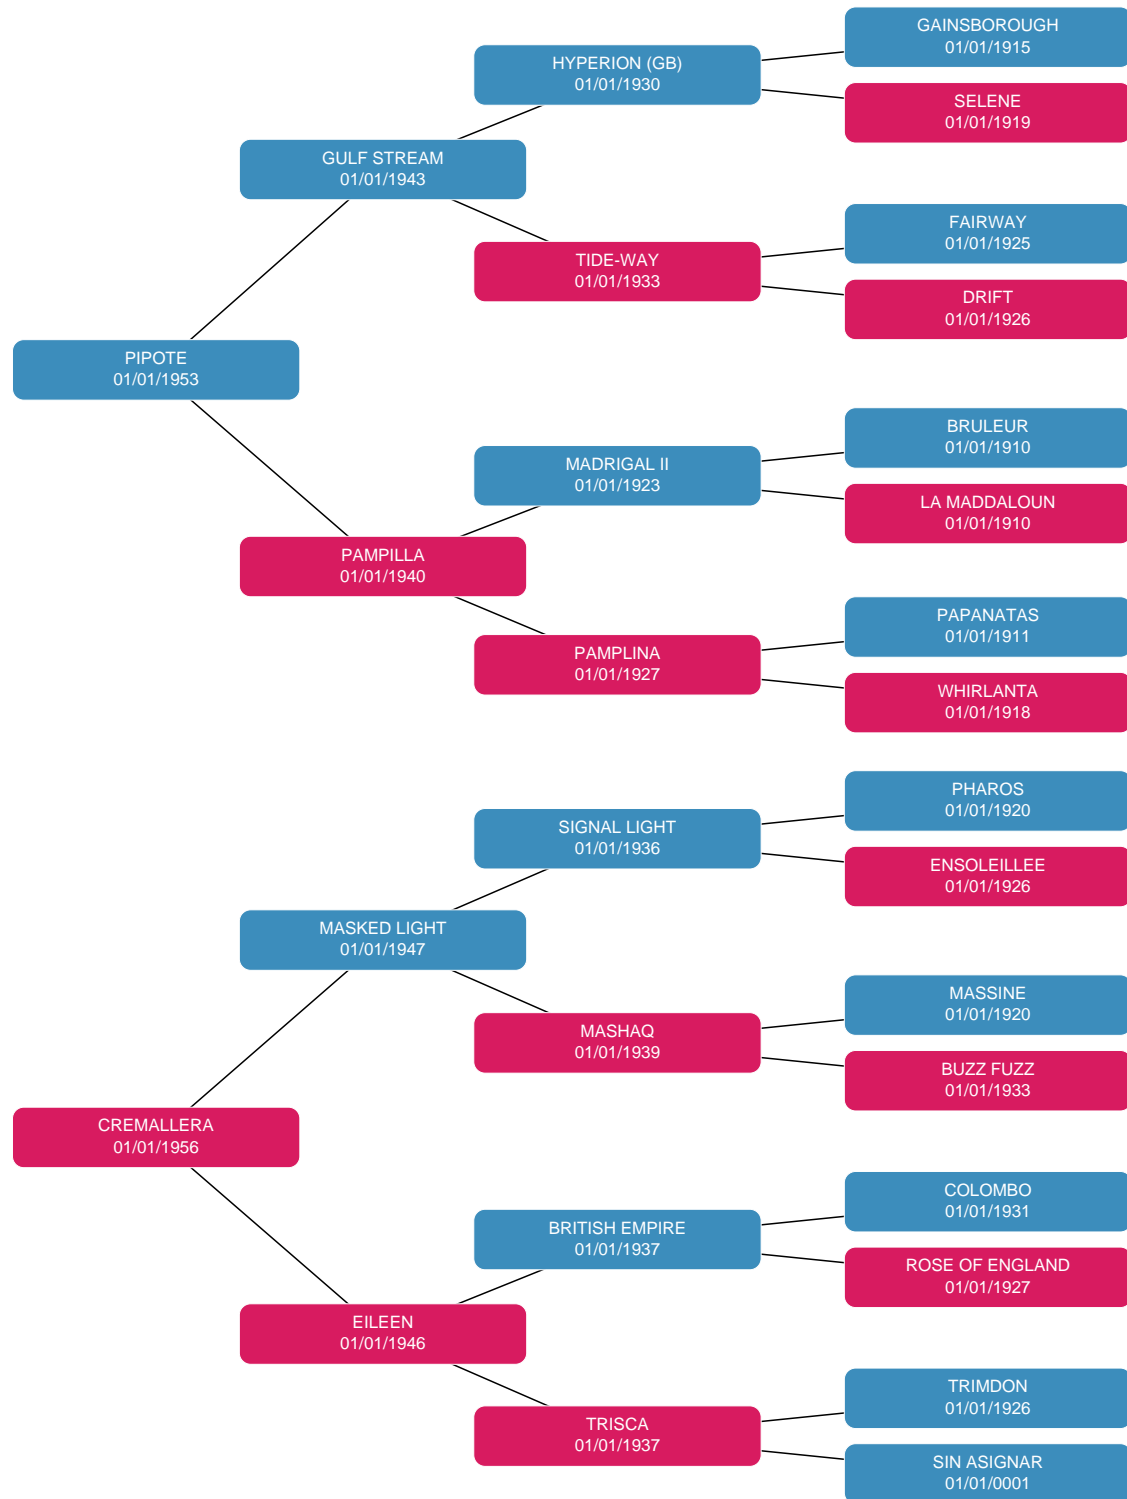 GAINSBOROUGH
01/01/1915
HYPERION (GB)
01/01/1930
SELENE
01/01/1919
GULF STREAM
01/01/1943
FAIRWAY
01/01/1925
TIDE-WAY
01/01/1933
DRIFT
01/01/1926
PIPOTE
01/01/1953
BRULEUR
01/01/1910
MADRIGAL II
01/01/1923
LA MADDALOUN
01/01/1910
PAMPILLA
01/01/1940
PAPANATAS
01/01/1911
PAMPLINA
01/01/1927
WHIRLANTA
01/01/1918
PHAROS
01/01/1920
SIGNAL LIGHT
01/01/1936
ENSOLEILLEE
01/01/1926
MASKED LIGHT
01/01/1947
MASSINE
01/01/1920
MASHAQ
01/01/1939
BUZZ FUZZ
01/01/1933
CREMALLERA
01/01/1956
COLOMBO
01/01/1931
BRITISH EMPIRE
01/01/1937
ROSE OF ENGLAND
01/01/1927
EILEEN
01/01/1946
TRIMDON
01/01/1926
TRISCA
01/01/1937
SIN ASIGNAR
01/01/0001